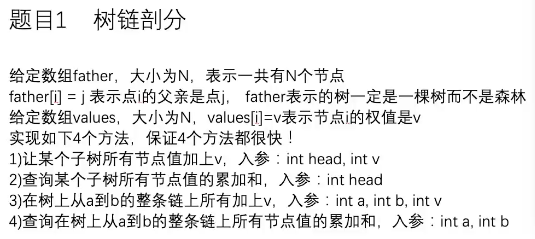 题目1 树链剖分
给定数组father，大小为N，表示一共有N个节点
father[i] = j 表示点i的父亲是点j， father表示的树一定是一棵树而不是森林
给定数组values，大小为N，values[i]=v表示节点i的权值是v
实现如下4个方法，保证4个方法都很快！
1)让某个子树所有节点值加上v，入参：int head, int v
2)查询某个子树所有节点值的累加和，入参：int head
3)在树上从a到b的整条链上所有加上v，入参：int a, int b, int v
4)查询在树上从a到b的整条链上所有节点值的累加和，入参：int a, int b